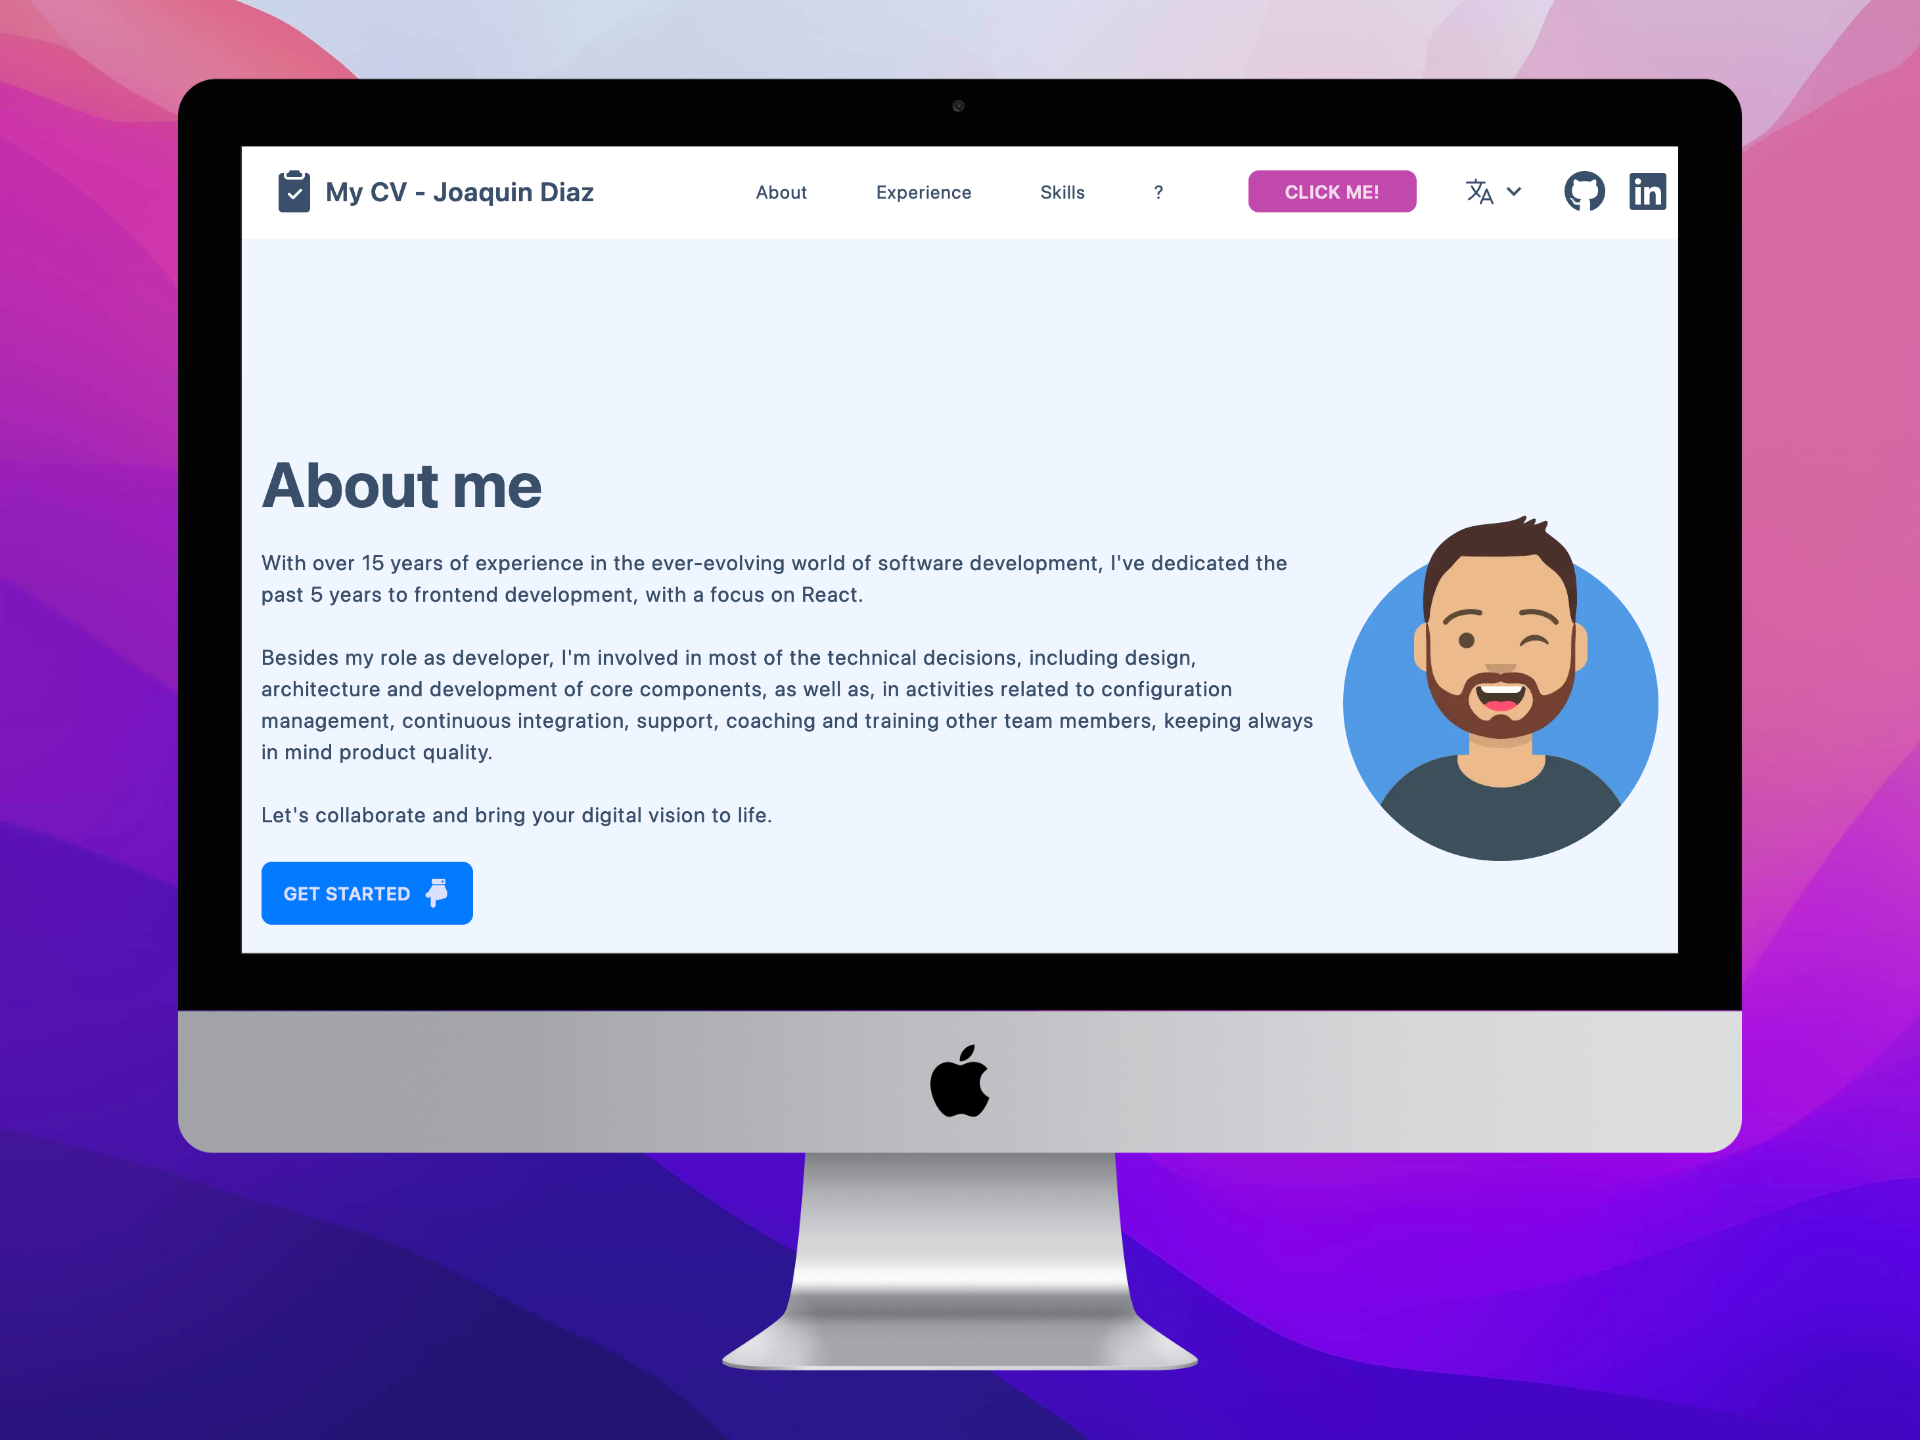 My CV - Joaquin Diaz
About
Experience
Skills
?
CLICK ME!
文A
in
About me
With over 15 years of experience in the ever-evolving world of software development, I've dedicated the
past 5 years to frontend development, with a focus on React.
Besides my role as developer, I'm involved in most of the technical decisions, including design,
architecture and development of core components, as well as, in activities related to configuration
management, continuous integration, support, coaching and training other team members, keeping always
in mind product quality.
Let's collaborate and bring your digital vision to life.
GET STARTED